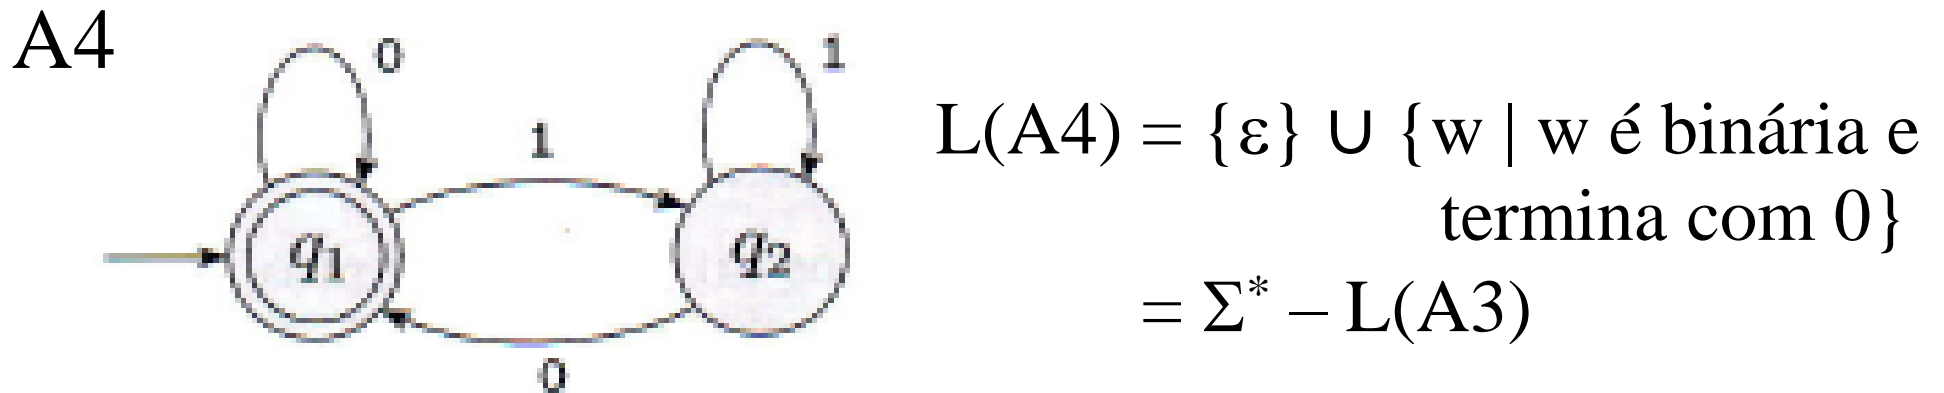 A4
0
1
1
q₁
q₂
0
L(A4) = {ε} ∪ {w | w é binária e
termina com 0}
= Σ* – L(A3)